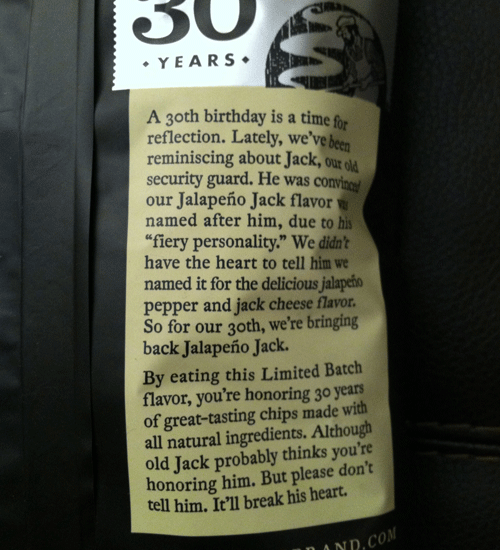 30
• YEARS •
A 30th birthday is a time for
reflection. Lately, we've been
reminiscing about Jack, our old
security guard. He was convinced
our Jalapeño Jack flavor
named after him, due to his
“fiery personality.” We didn't
have the heart to tell him we
named it for the delicious jalapeño
pepper and jack cheese flavor.
So for our 30th, we're bringing
back Jalapeño Jack.
By eating this Limited Batch
flavor, you're honoring 30 years
of great-tasting chips made with
all natural ingredients. Although
old Jack probably thinks you're
honoring him. But please don't
tell him. It'll break his heart.